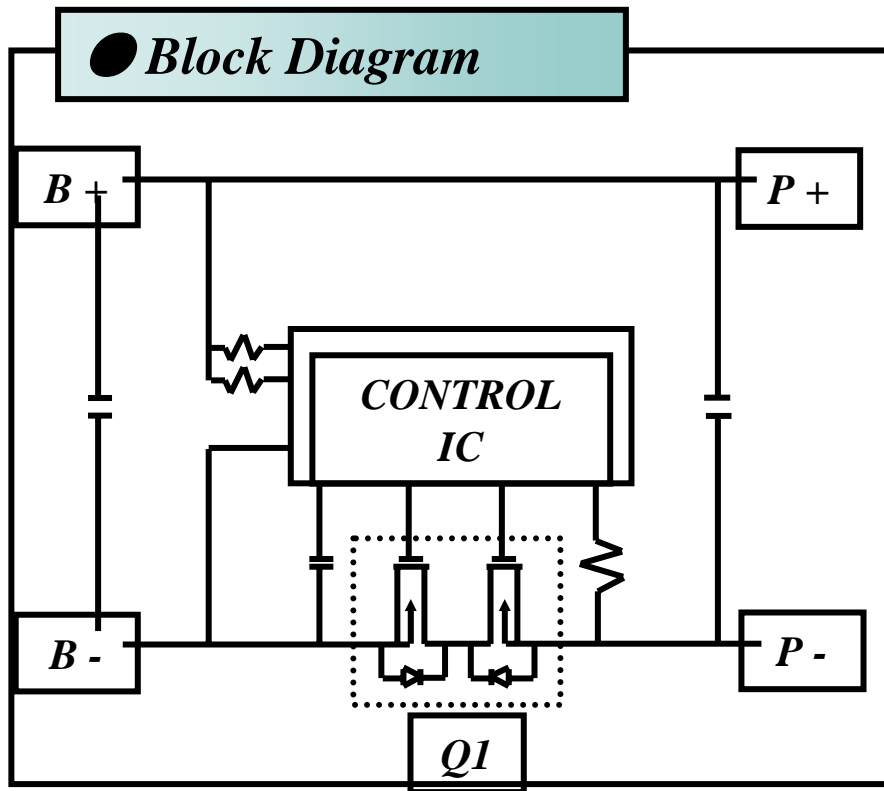 Block Diagram
B +
P +
CONTROL
IC
B -
P -
Q1